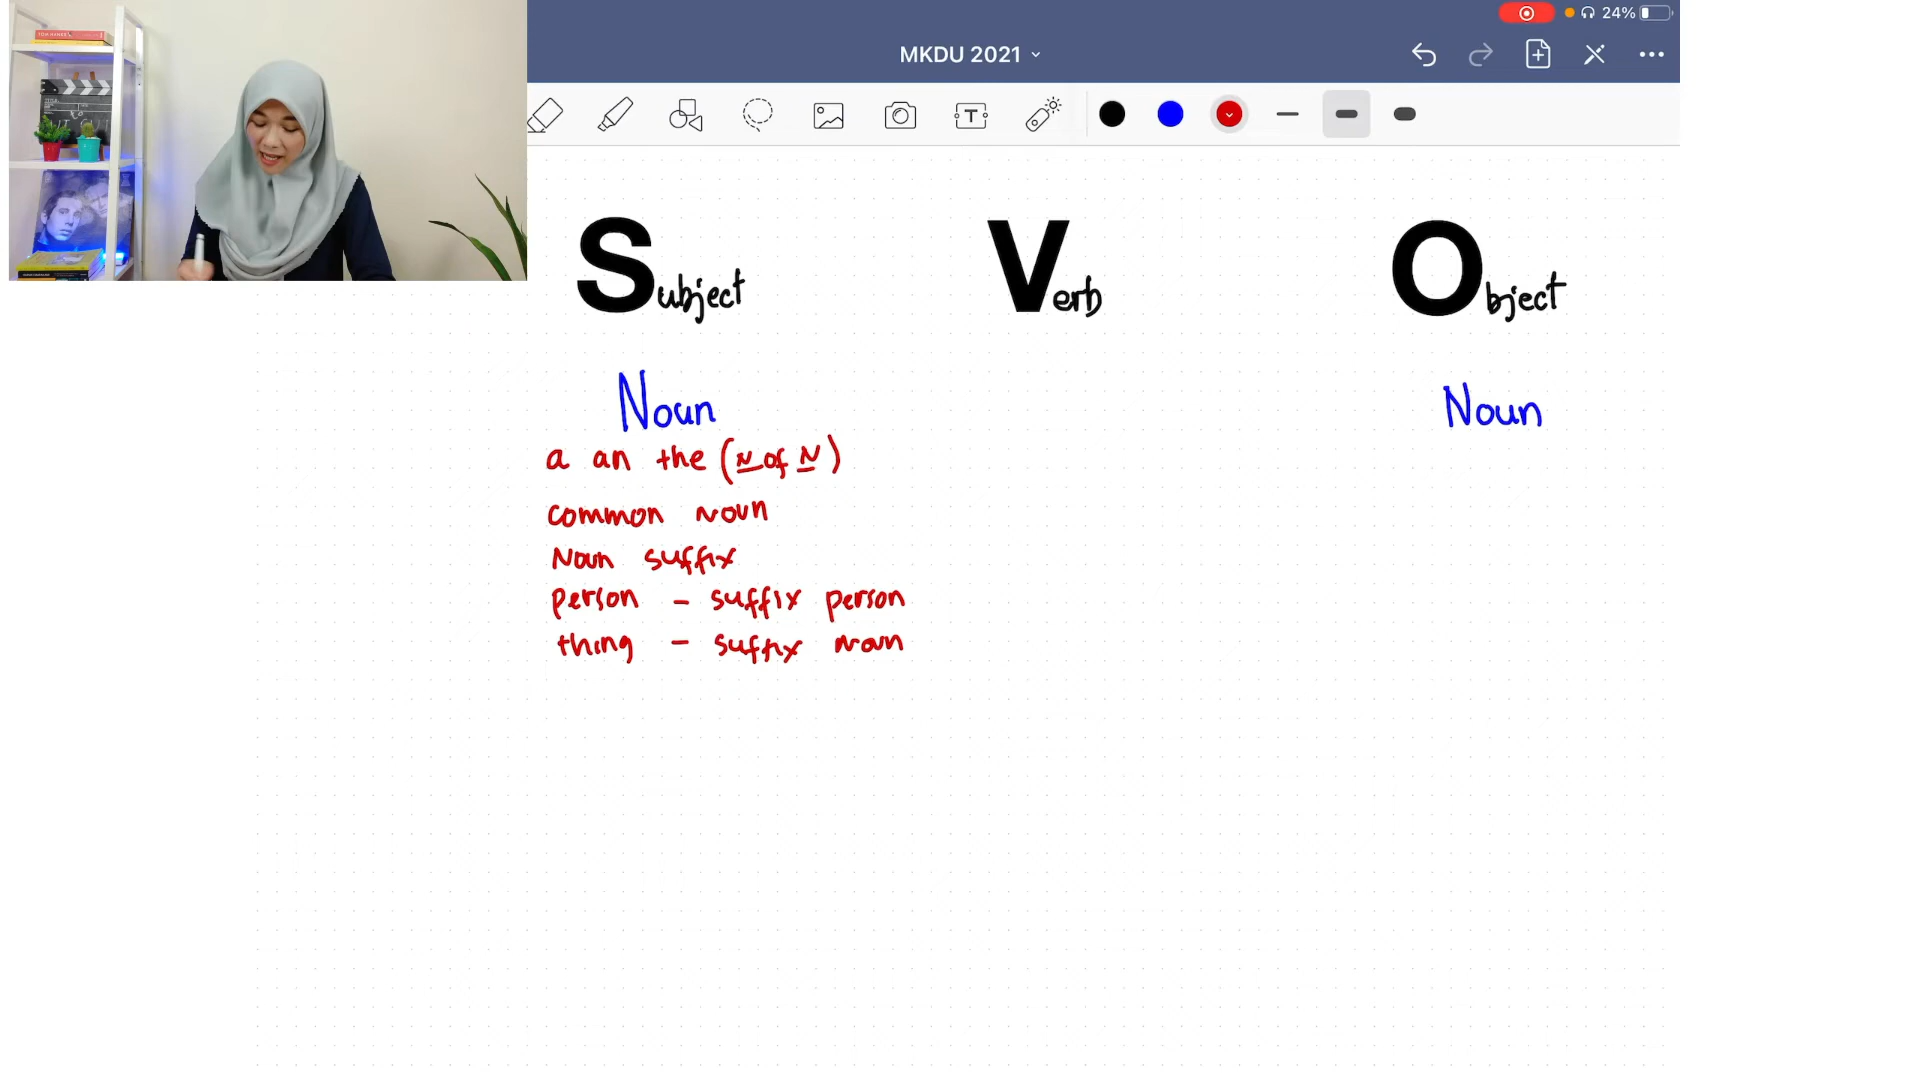 24%
MKDU 2021
T
Subject Verb Object
Noun Noun
a an the (N of N)
common noun
Noun suffix
person - suffix person
thing - suffix noun